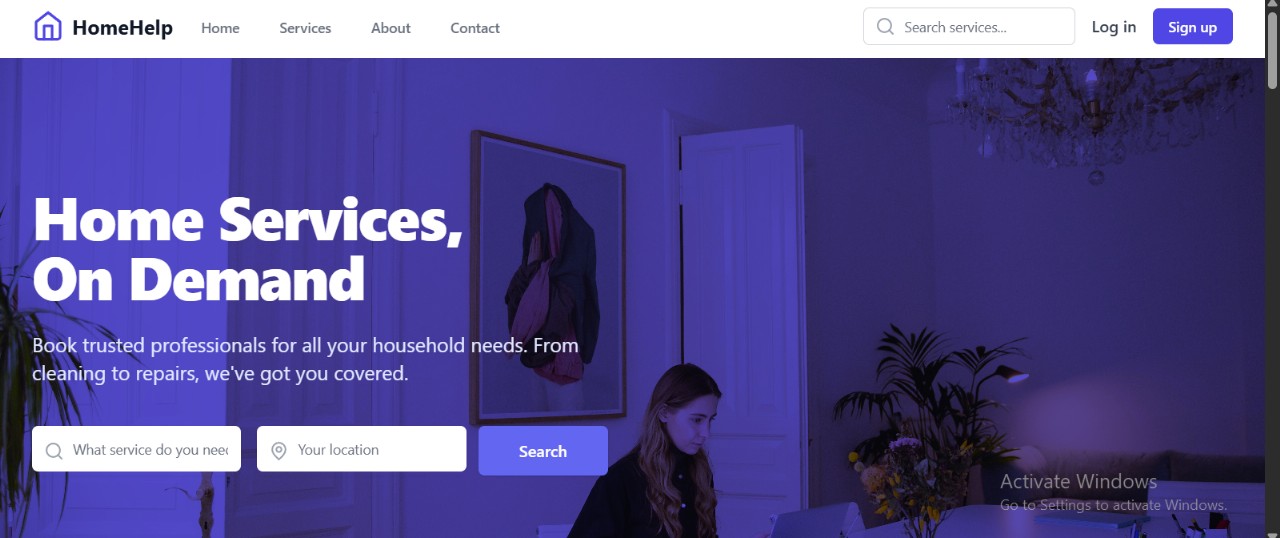 HomeHelp
Home
Services
About
Contact
Search services...
Log in
Sign up
Home Services,
On Demand
Book trusted professionals for all your household needs. From
cleaning to repairs, we've got you covered.
What service do you need
Your location
Search
Activate Windows
Go to Settings to activate Windows.